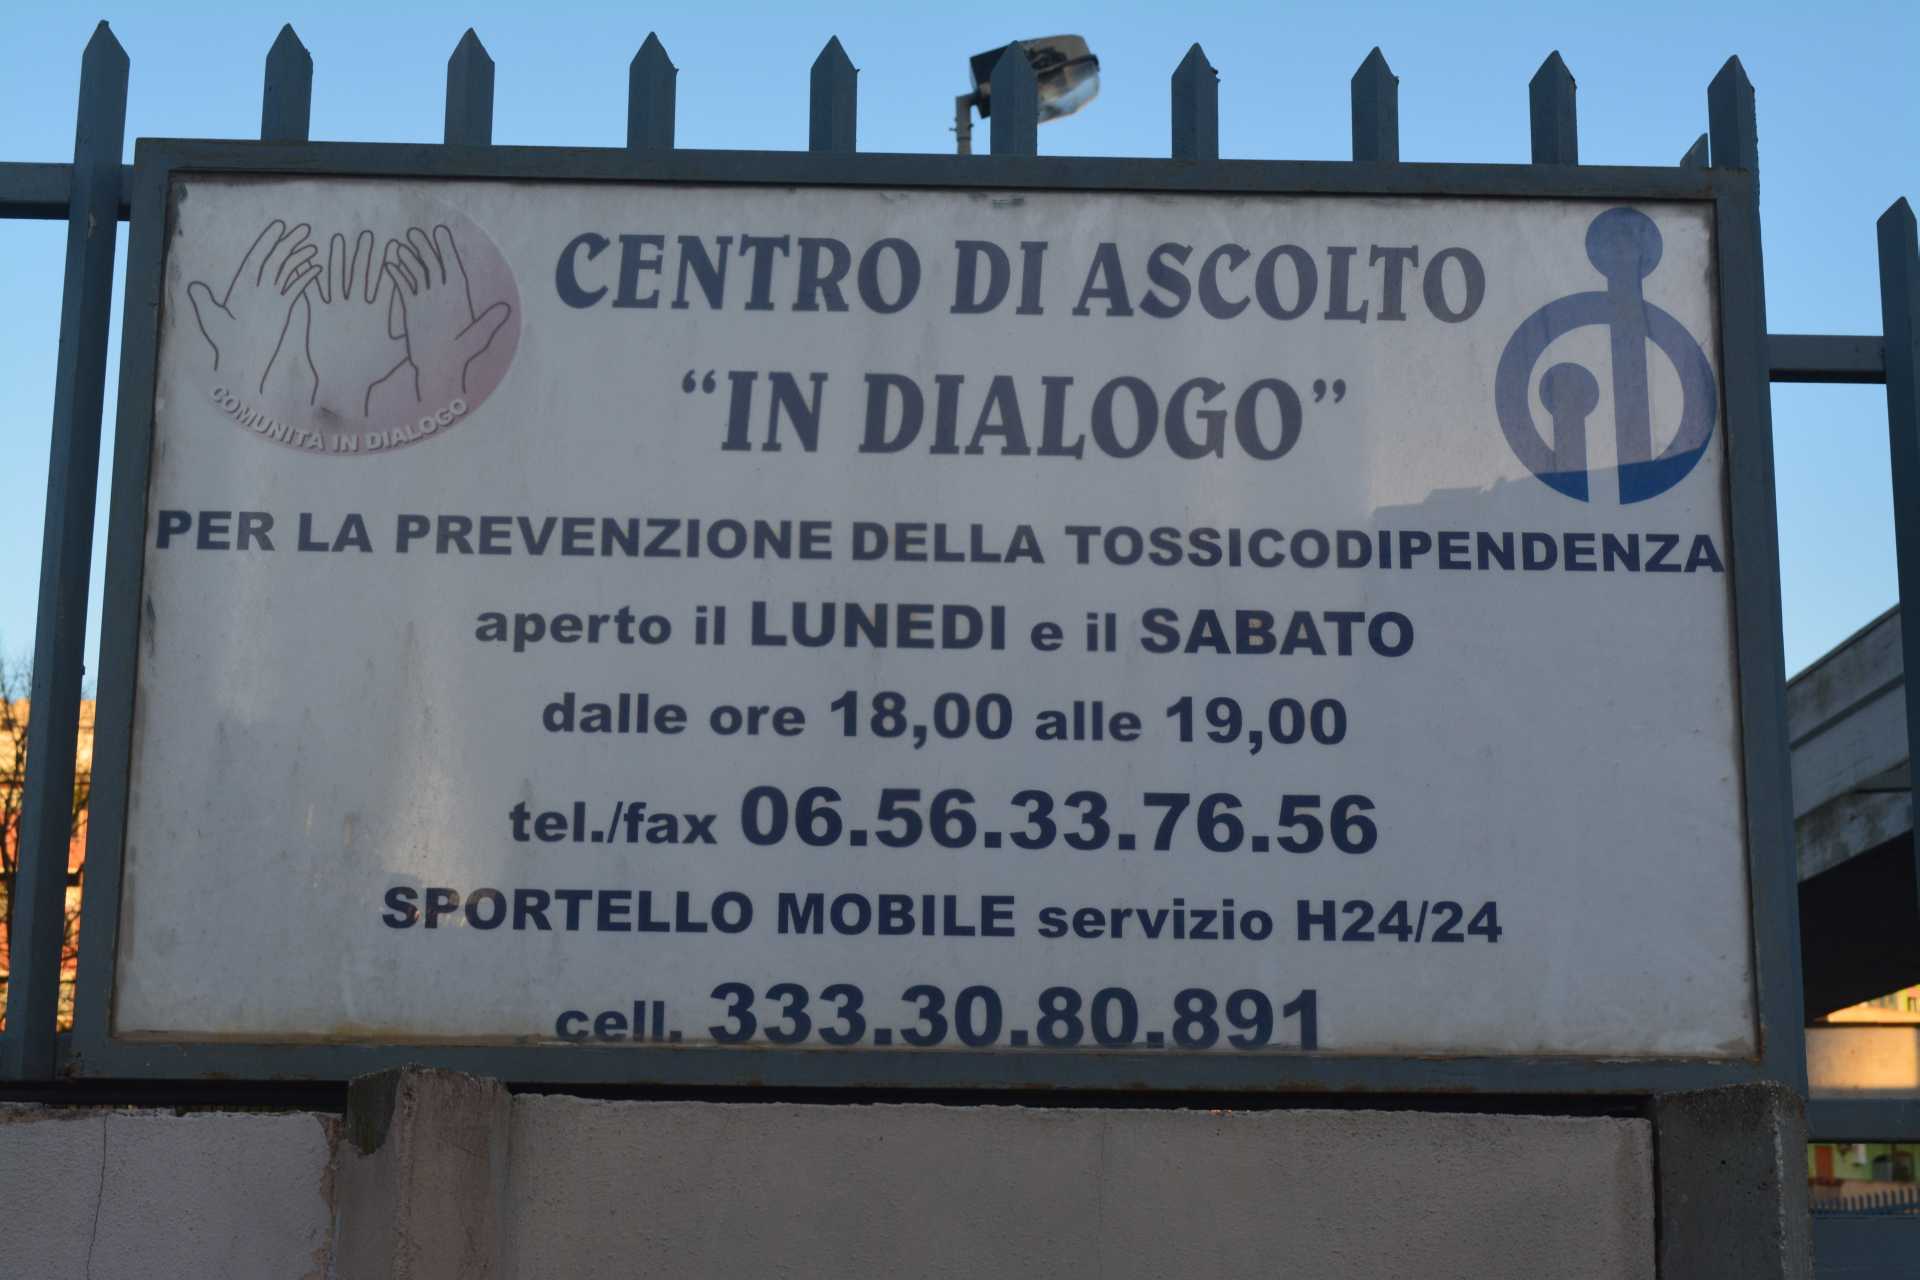 COMUNITÀ IN DIALOGO
CENTRO DI ASCOLTO
“IN DIALOGO”
PER LA PREVENZIONE DELLA TOSSICODIPENDENZA
aperto il LUNEDI e il SABATO
dalle ore 18,00 alle 19,00
tel./fax 06.56.33.76.56
SPORTELLO MOBILE servizio H24/24
cell. 333.30.80.891